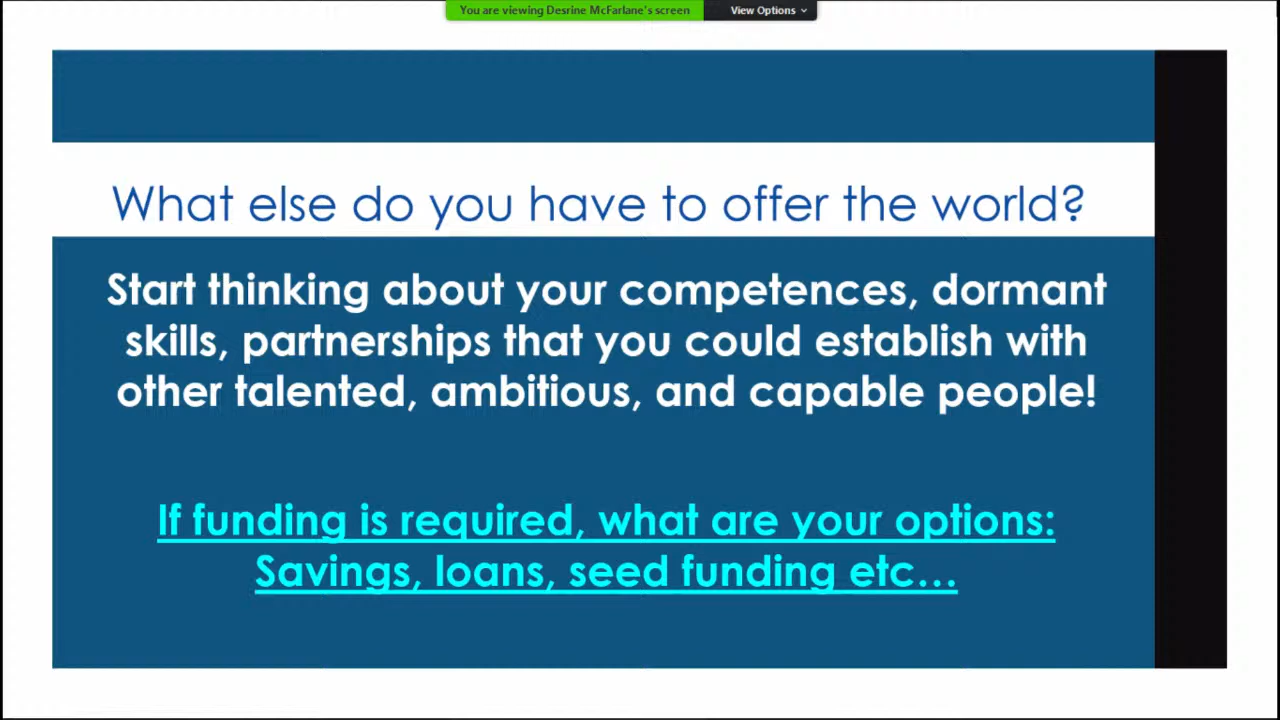 You are viewing Desrine McFarlane's screen
View Options
What else do you have to offer the world?
Start thinking about your competences, dormant
skills, partnerships that you could establish with
other talented, ambitious, and capable people!
If funding is required, what are your options:
Savings, loans, seed funding etc...